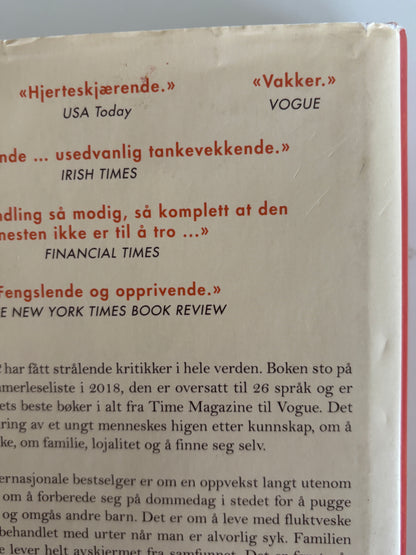 «Hjerteskjærende.» «Vakker.»
USA Today VOGUE
nde ... usedvanlig tankevekkende.»
IRISH TIMES
ndling så modig, så komplett at den
nesten ikke er til å tro ...»
FINANCIAL TIMES
Fengslende og opprivende.»
E NEW YORK TIMES BOOK REVIEW
har fått strålende kritikker i hele verden. Boken sto på
merleseliste i 2018, den er oversatt til 26 språk og er
ets beste bøker i alt fra Time Magazine til Vogue. Det
ring av et ungt menneskes higen etter kunnskap, om å
ke, om familie, lojalitet og å finne seg selv.
ernasjonale bestselger er om en oppvekst langt utenom
om å forberede seg på dommedag i stedet for å pugge
og omgås andre barn. Det er om å leve med fluktveske
behandlet med urter når man er alvorlig syk. Familien
e lever helt avskjermet fra samfunnet. Det er